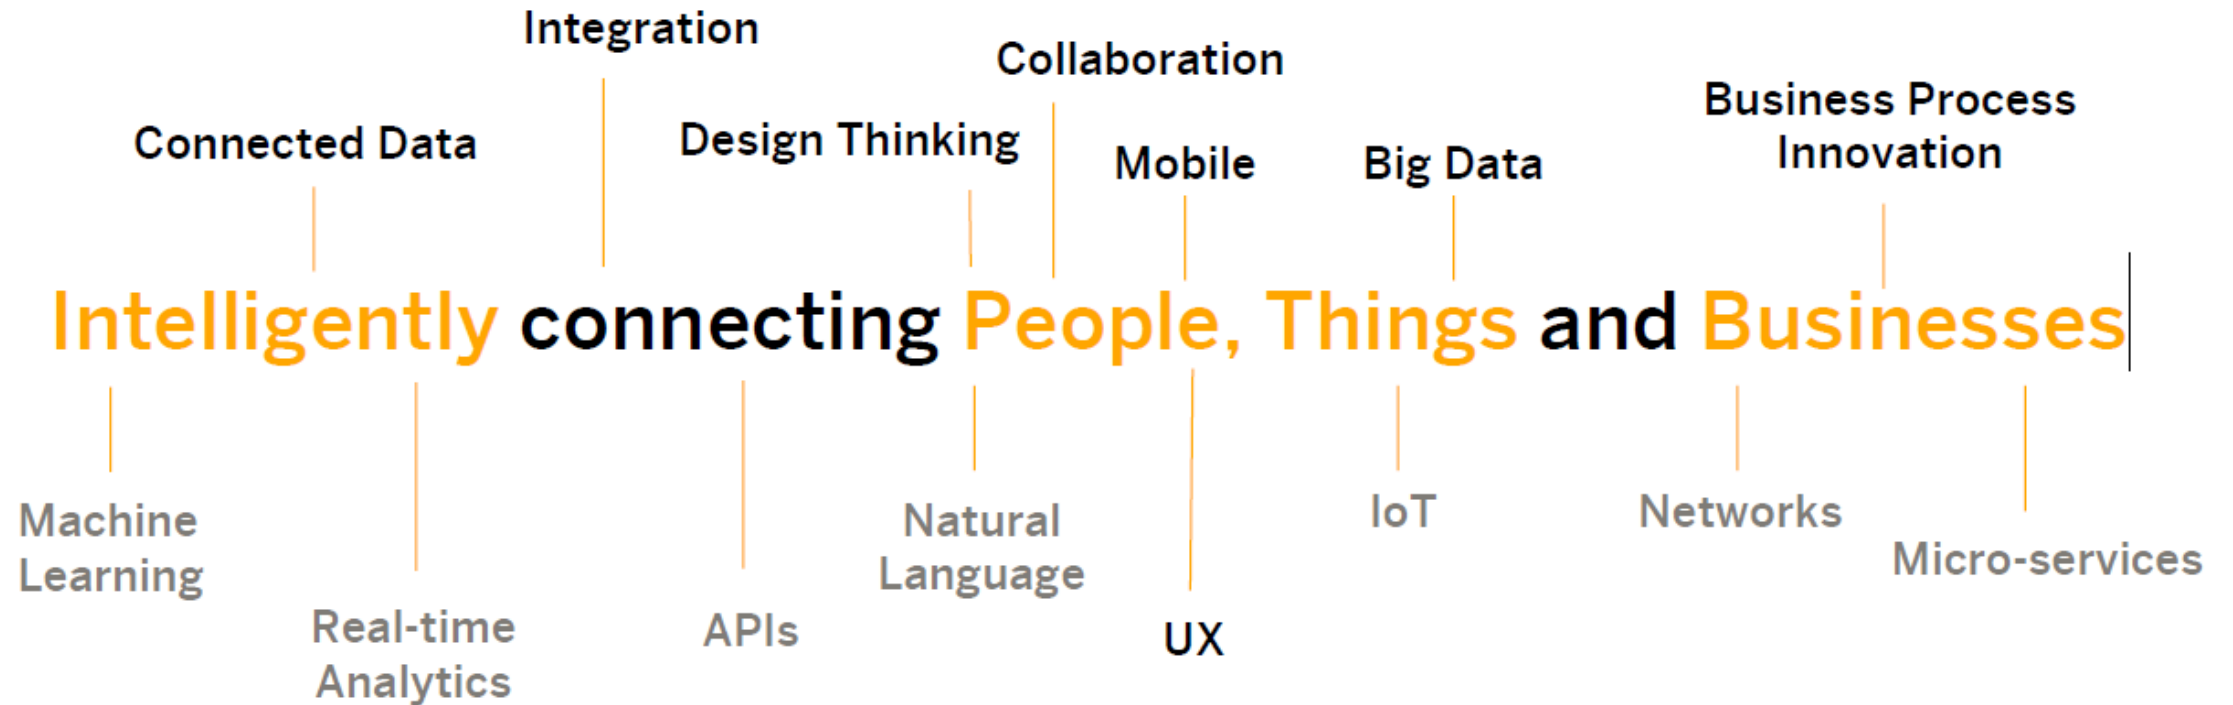 Integration
Collaboration
Business Process
Innovation
Connected Data
Design Thinking
Mobile
Big Data
Intelligently connecting People, Things and Businesses
Machine
Learning
Real-time
Analytics
APIs
Natural
Language
UX
IoT
Networks
Micro-services